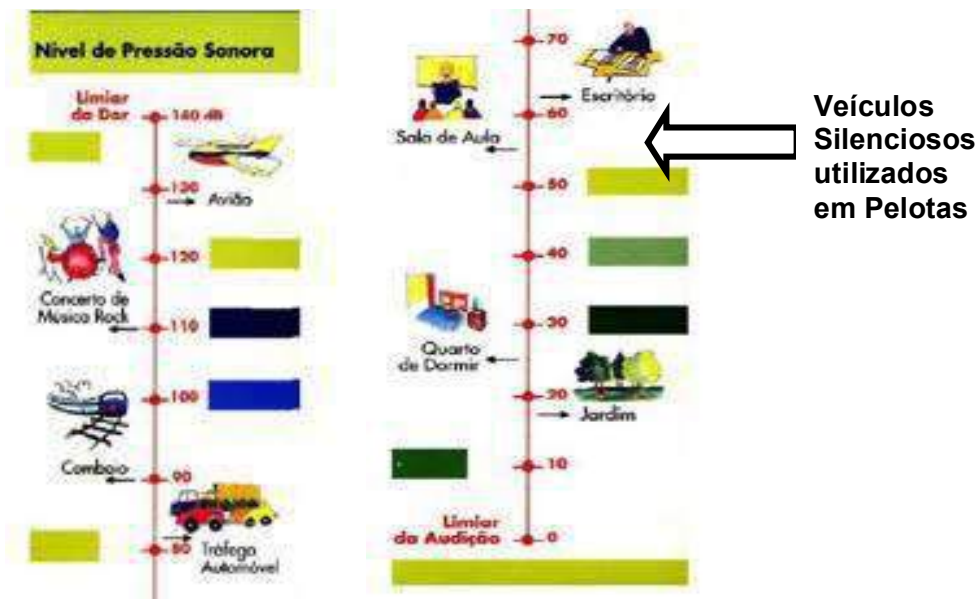 Nível de Pressão Sonora
Limiar
da Dor
140 dB
130
Avião
120
Concerto de
Música Rock
110
100
Comboio
90
80
Tráfego
Automóvel
70
Escritório
60
Sala de Aula
50
40
30
Quarto
de Dormir
20
Jardim
10
Limiar
da Audição
0
Veículos
Silenciosos
utilizados
em Pelotas